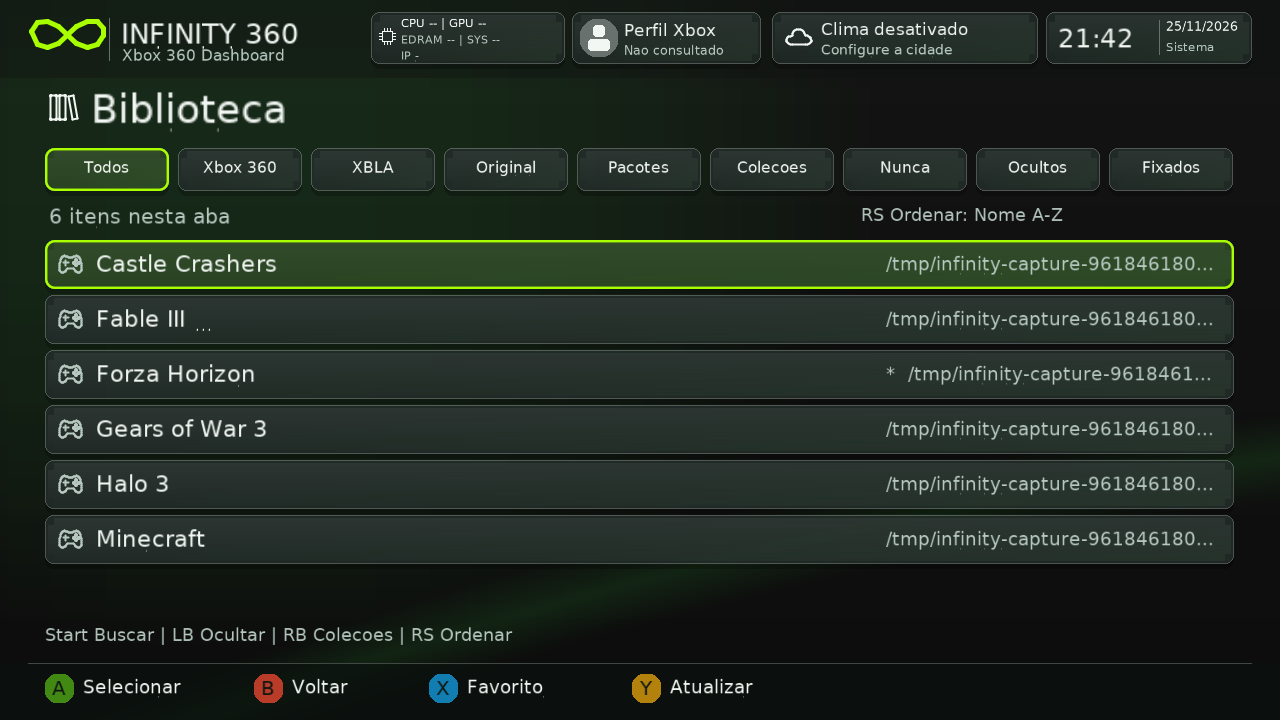 INFINITY 360
Xbox 360 Dashboard
CPU -- | GPU --
EDRAM -- | SYS --
IP -
Perfil Xbox
Nao consultado
Clima desativado
Configure a cidade
21:42
25/11/2026
Sistema
Biblioteca
Todos
Xbox 360
XBLA
Original
Pacotes
Colecoes
Nunca
Ocultos
Fixados
6 itens nesta aba
RS Ordenar: Nome A-Z
Castle Crashers
/tmp/infinity-capture-961846180...
Fable III ...
/tmp/infinity-capture-961846180...
Forza Horizon
* /tmp/infinity-capture-9618461...
Gears of War 3
/tmp/infinity-capture-961846180...
Halo 3
/tmp/infinity-capture-961846180...
Minecraft
/tmp/infinity-capture-961846180...
Start Buscar | LB Ocultar | RB Colecoes | RS Ordenar
A Selecionar
B Voltar
X Favorito
Y Atualizar